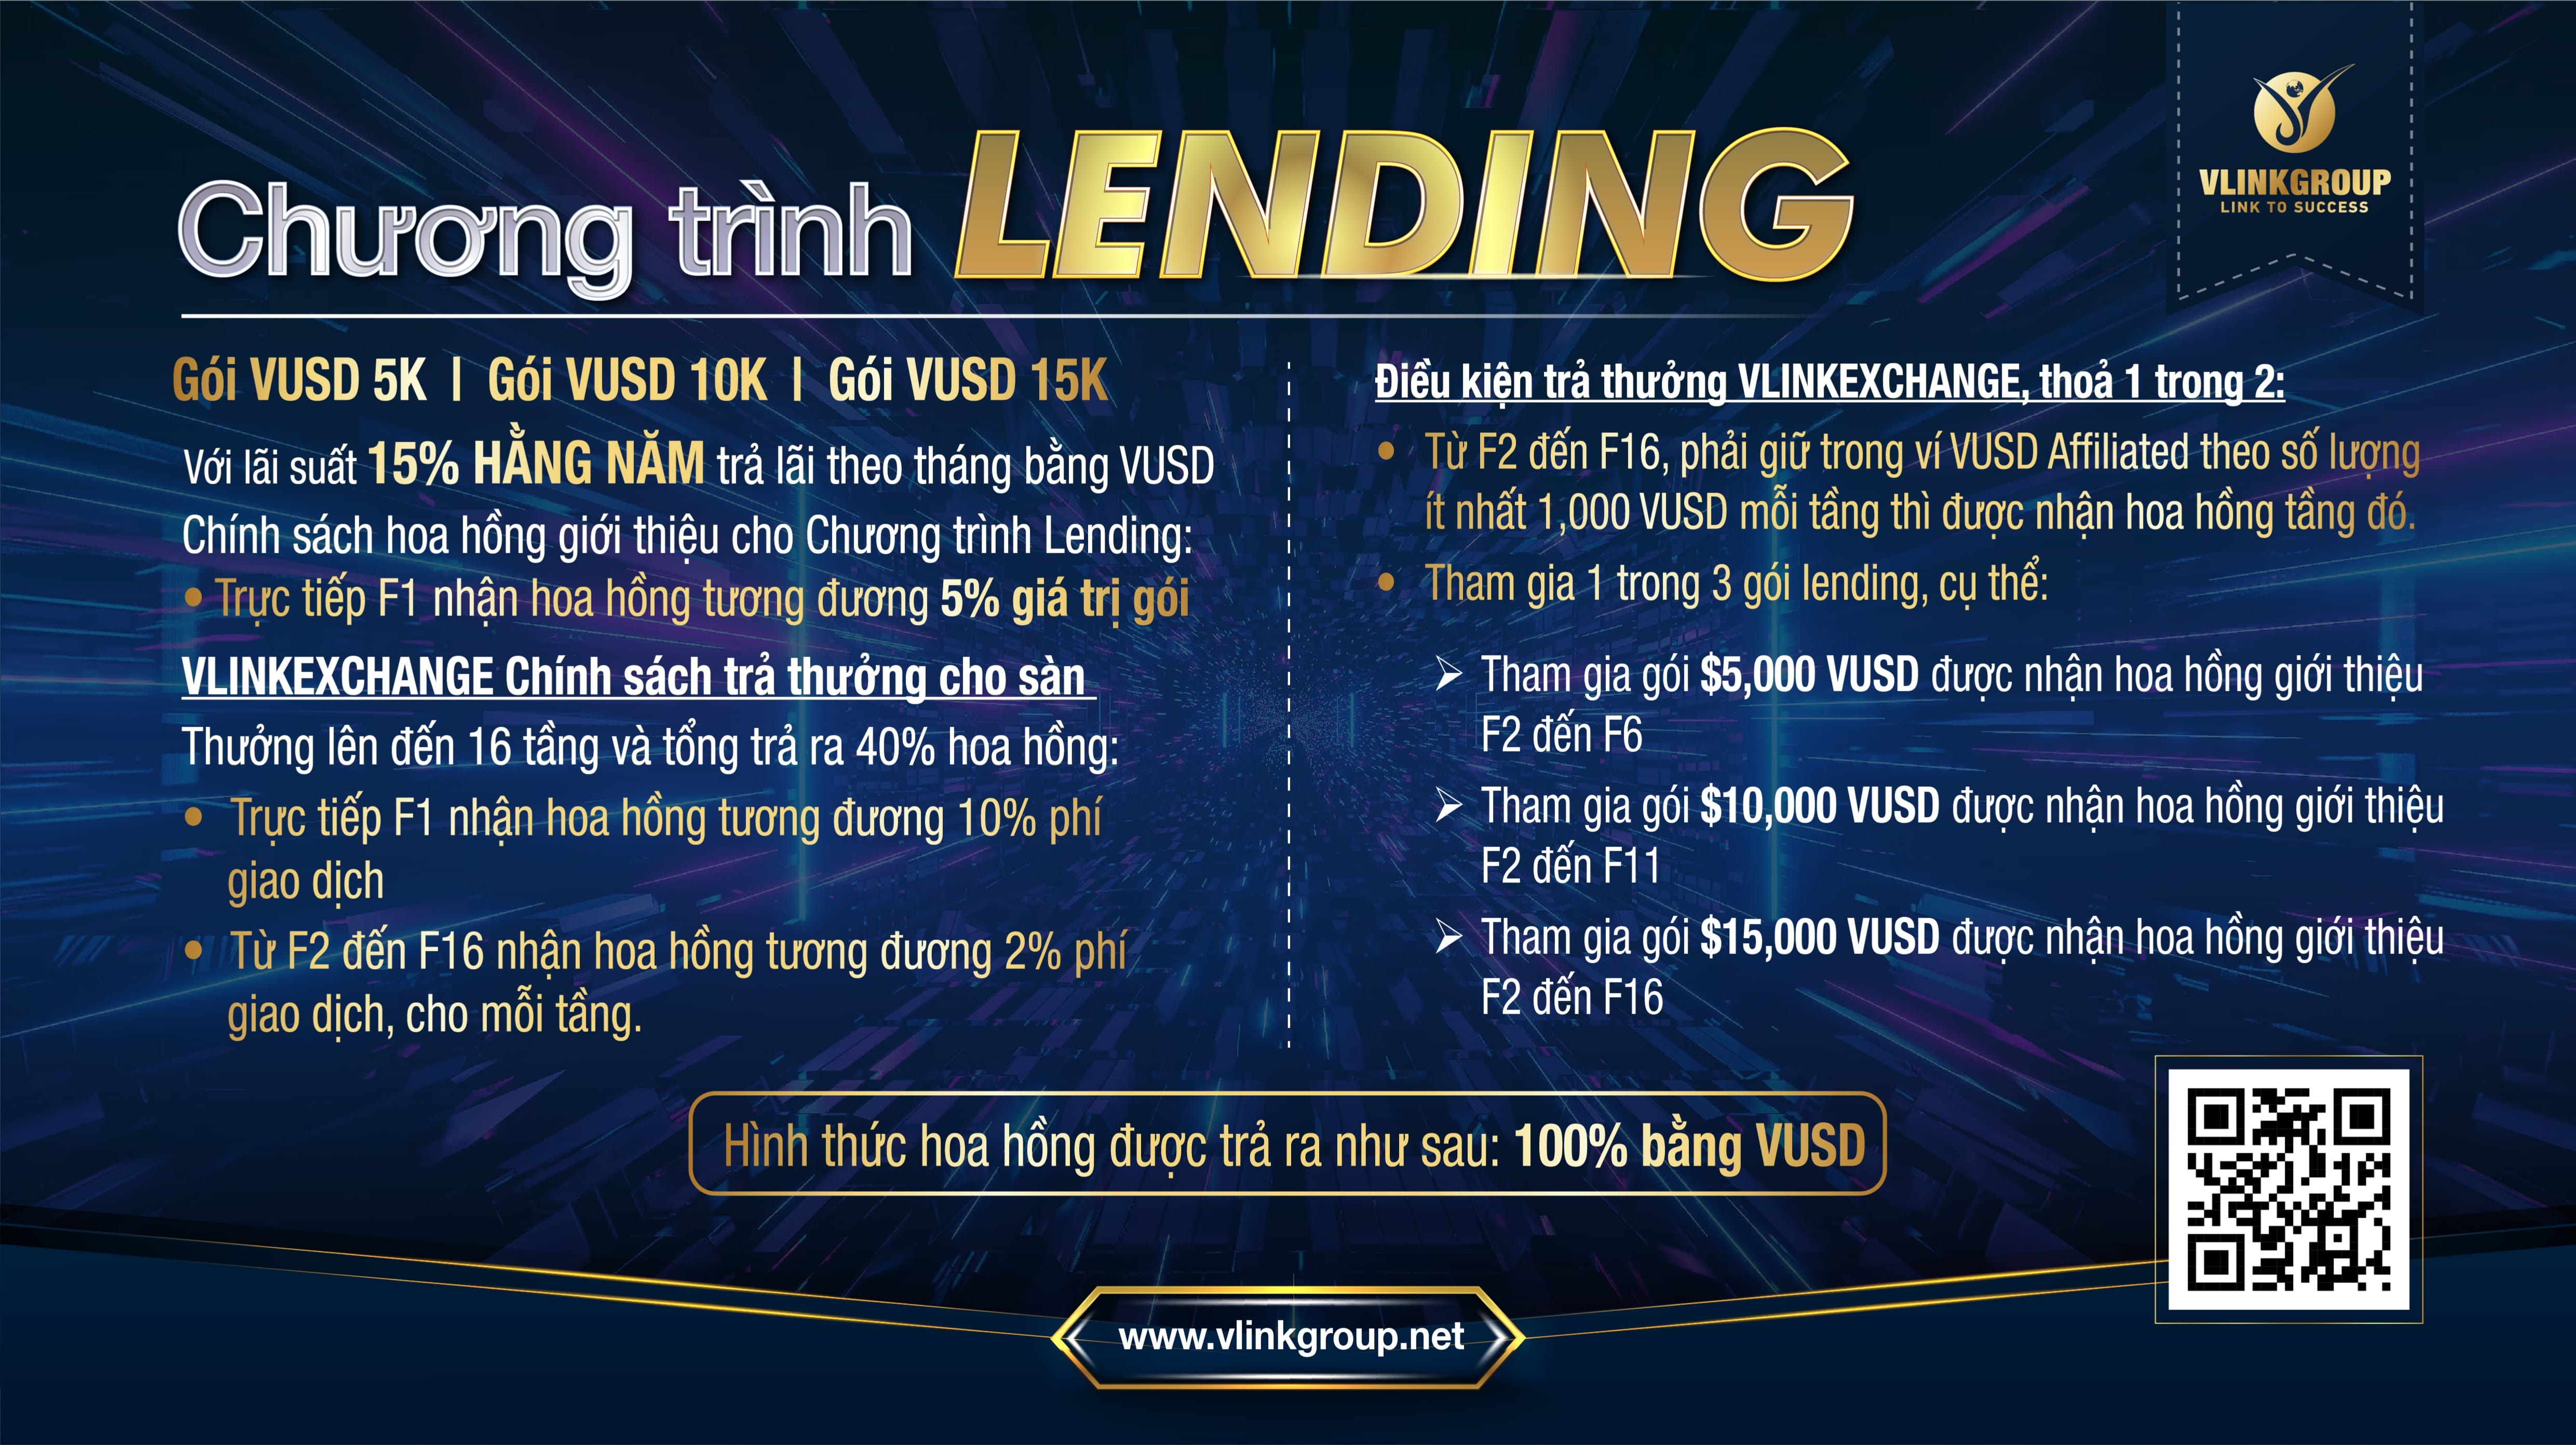 Chương trình LENDING
VLINKGROUP
LINK TO SUCCESS
Gói VUSD 5K | Gói VUSD 10K | Gói VUSD 15K
Với lãi suất 15% HẰNG NĂM trả lãi theo tháng bằng VUSD
Chính sách hoa hồng giới thiệu cho Chương trình Lending:
• Trực tiếp F1 nhận hoa hồng tương đương 5% giá trị gói
VLINKEXCHANGE Chính sách trả thưởng cho sàn
Thưởng lên đến 16 tầng và tổng trả ra 40% hoa hồng:
• Trực tiếp F1 nhận hoa hồng tương đương 10% phí
giao dịch
• Từ F2 đến F16 nhận hoa hồng tương đương 2% phí
giao dịch, cho mỗi tầng.
Điều kiện trả thưởng VLINKEXCHANGE, thoả 1 trong 2:
• Từ F2 đến F16, phải giữ trong ví VUSD Affiliated theo số lượng
ít nhất 1,000 VUSD mỗi tầng thì được nhận hoa hồng tầng đó.
• Tham gia 1 trong 3 gói lending, cụ thể:
➢ Tham gia gói $5,000 VUSD được nhận hoa hồng giới thiệu
F2 đến F6
➢ Tham gia gói $10,000 VUSD được nhận hoa hồng giới thiệu
F2 đến F11
➢ Tham gia gói $15,000 VUSD được nhận hoa hồng giới thiệu
F2 đến F16
Hình thức hoa hồng được trả ra như sau: 100% bằng VUSD
www.vlinkgroup.net